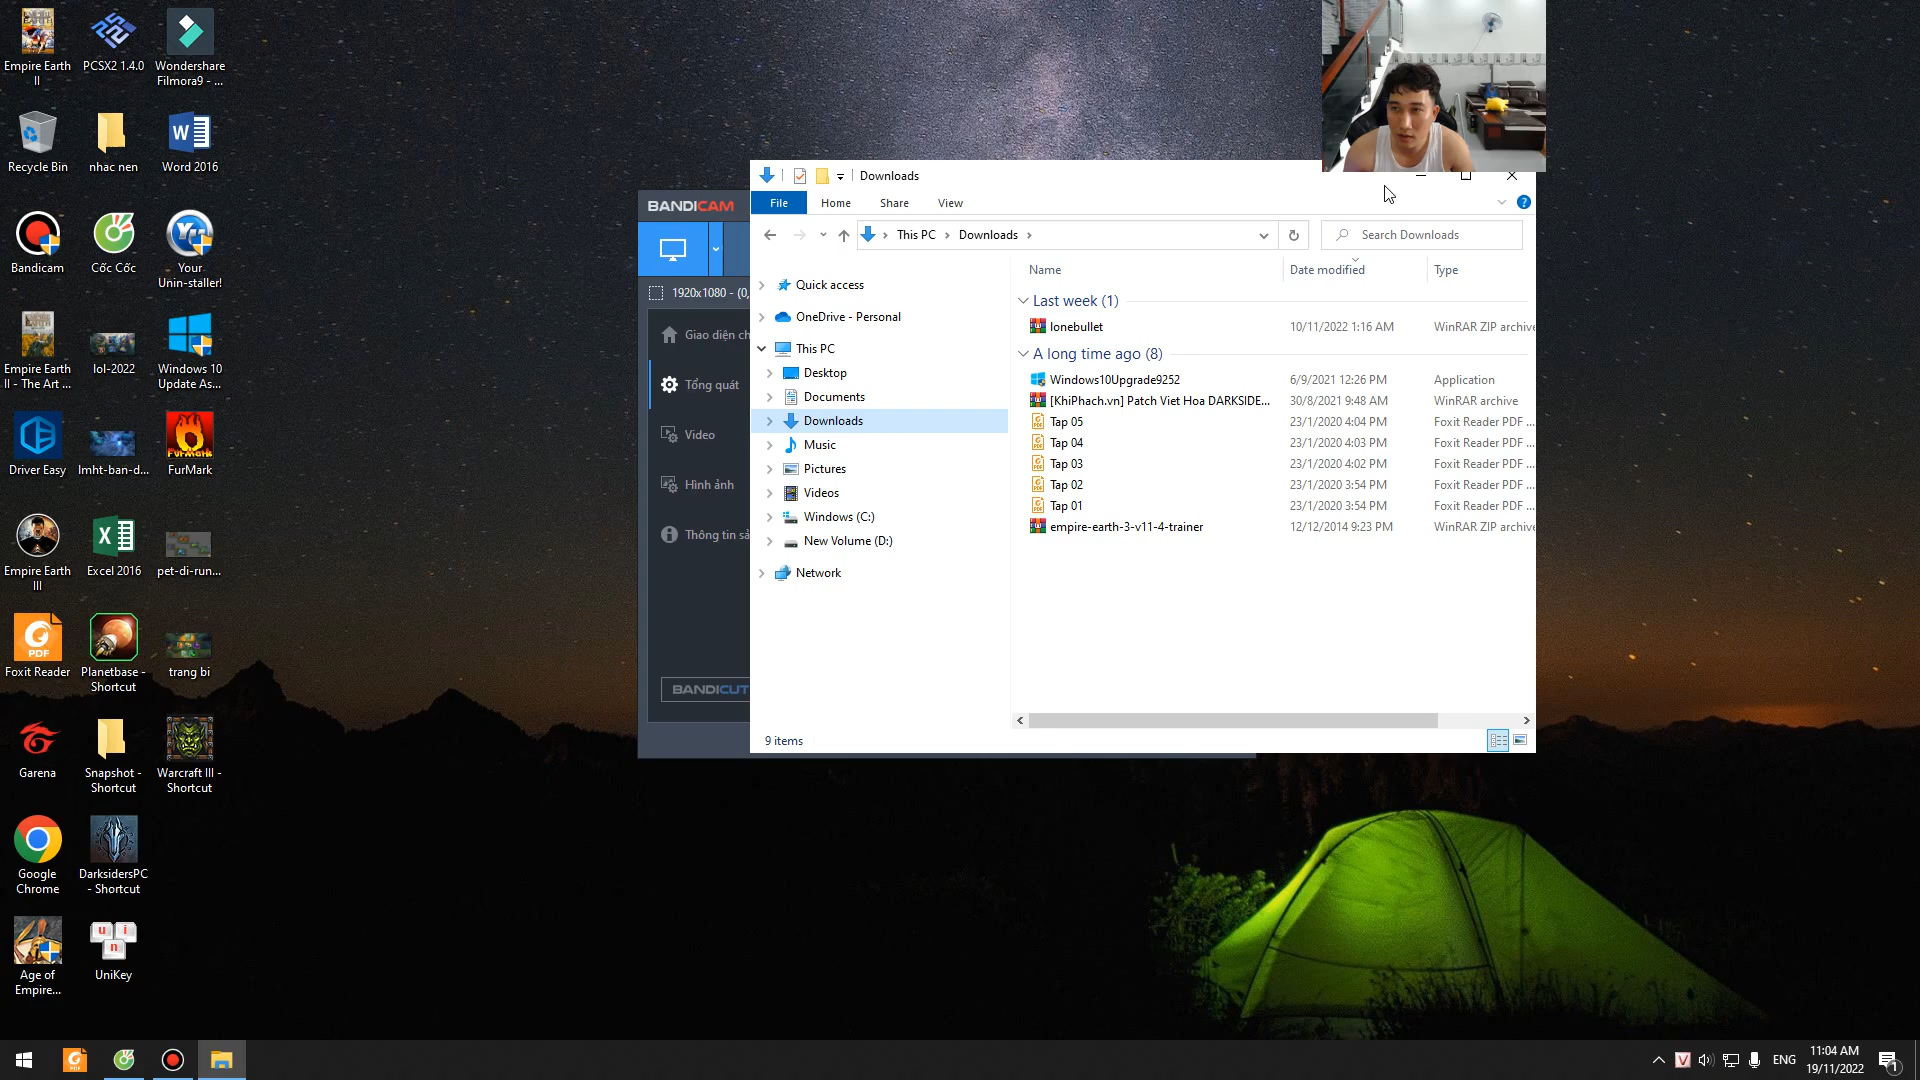 Empire Earth
II
PCSX2 1.4.0
Wondershare
Filmora9 - ...
Recycle Bin
nhac nen
Word 2016
Bandicam
Cốc Cốc
Your
Unin-staller!
Empire Earth
II - The Art ...
lol-2022
Windows 10
Update As...
Driver Easy
lmht-ban-d...
FurMark
Empire Earth
III
Excel 2016
pet-di-run...
Foxit Reader
Planetbase -
Shortcut
trang bi
Garena
Snapshot -
Shortcut
Warcraft III -
Shortcut
Google
Chrome
DarksidersPC
- Shortcut
Age of
Empire...
UniKey
BANDICAM
1920x1080 - (0,
Giao diện ch
Tổng quát
Video
Hình ảnh
Thông tin sả
BANDICUT
Downloads
File
Home
Share
View
This PC
Downloads
Search Downloads
Quick access
OneDrive - Personal
This PC
Desktop
Documents
Downloads
Music
Pictures
Videos
Windows (C:)
New Volume (D:)
Network
Name
Date modified
Type
Last week (1)
lonebullet 10/11/2022 1:16 AM WinRAR ZIP archive
A long time ago (8)
Windows10Upgrade9252 6/9/2021 12:26 PM Application
[KhiPhach.vn] Patch Viet Hoa DARKSIDE... 30/8/2021 9:48 AM WinRAR archive
Tap 05 23/1/2020 4:04 PM Foxit Reader PDF ...
Tap 04 23/1/2020 4:03 PM Foxit Reader PDF ...
Tap 03 23/1/2020 4:02 PM Foxit Reader PDF ...
Tap 02 23/1/2020 3:54 PM Foxit Reader PDF ...
Tap 01 23/1/2020 3:54 PM Foxit Reader PDF ...
empire-earth-3-v11-4-trainer 12/12/2014 9:23 PM WinRAR ZIP archive
9 items
ENG
11:04 AM
19/11/2022
1